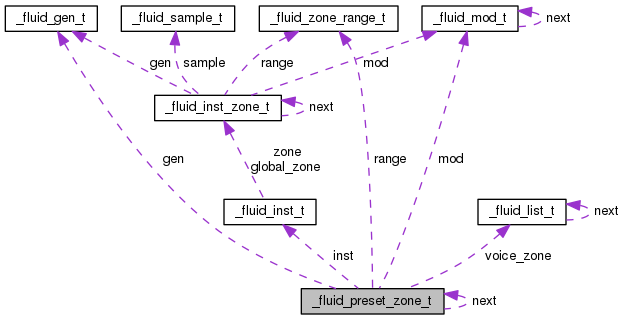 _fluid_gen_t
_fluid_sample_t
_fluid_zone_range_t
_fluid_mod_t
next
gen
sample
range
mod
_fluid_inst_zone_t
next
zone
global_zone
gen
range
mod
_fluid_inst_t
_fluid_list_t
next
inst
voice_zone
_fluid_preset_zone_t
next